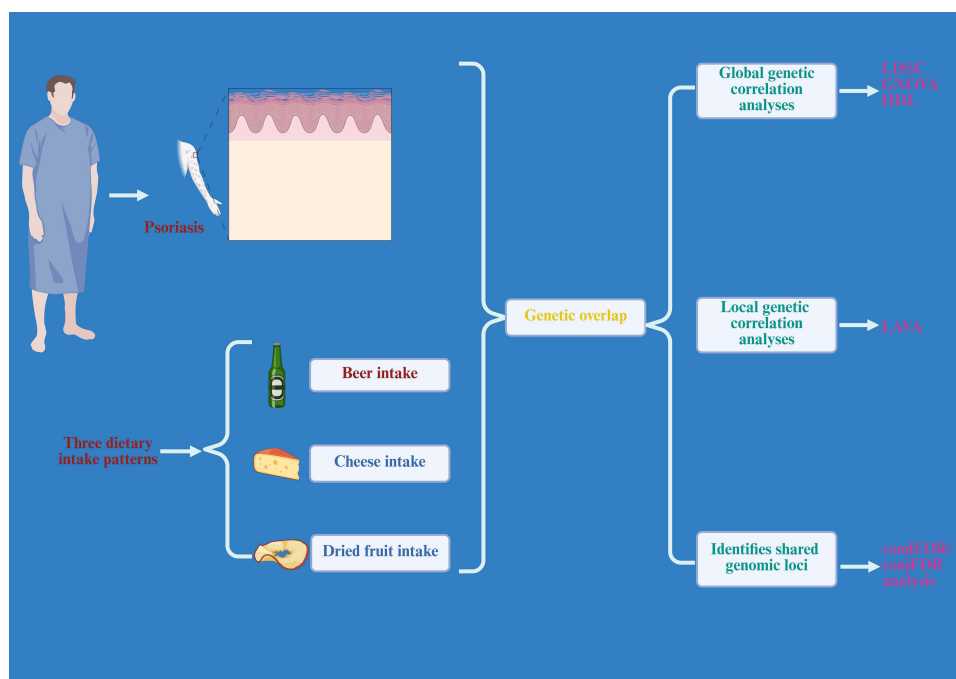 Psoriasis
Three dietary
intake patterns
Beer intake
Cheese intake
Dried fruit intake
Genetic overlap
Global genetic
correlation
analyses
LDSC
GNOVA
HDL
Local genetic
correlation
analyses
LAVA
Identifies shared
genomic loci
condFDR/
conjFDR
analysis